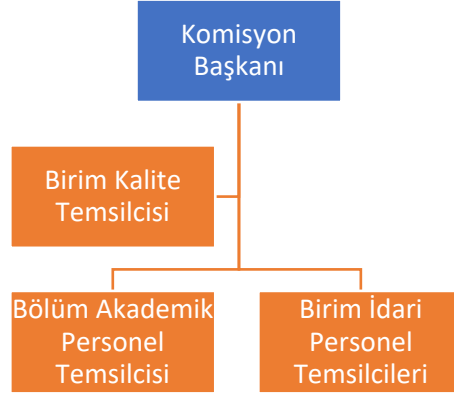 Komisyon
Başkanı
Birim Kalite
Temsilcisi
Bölüm Akademik
Personel
Temsilcisi
Birim İdari
Personel
Temsilcileri